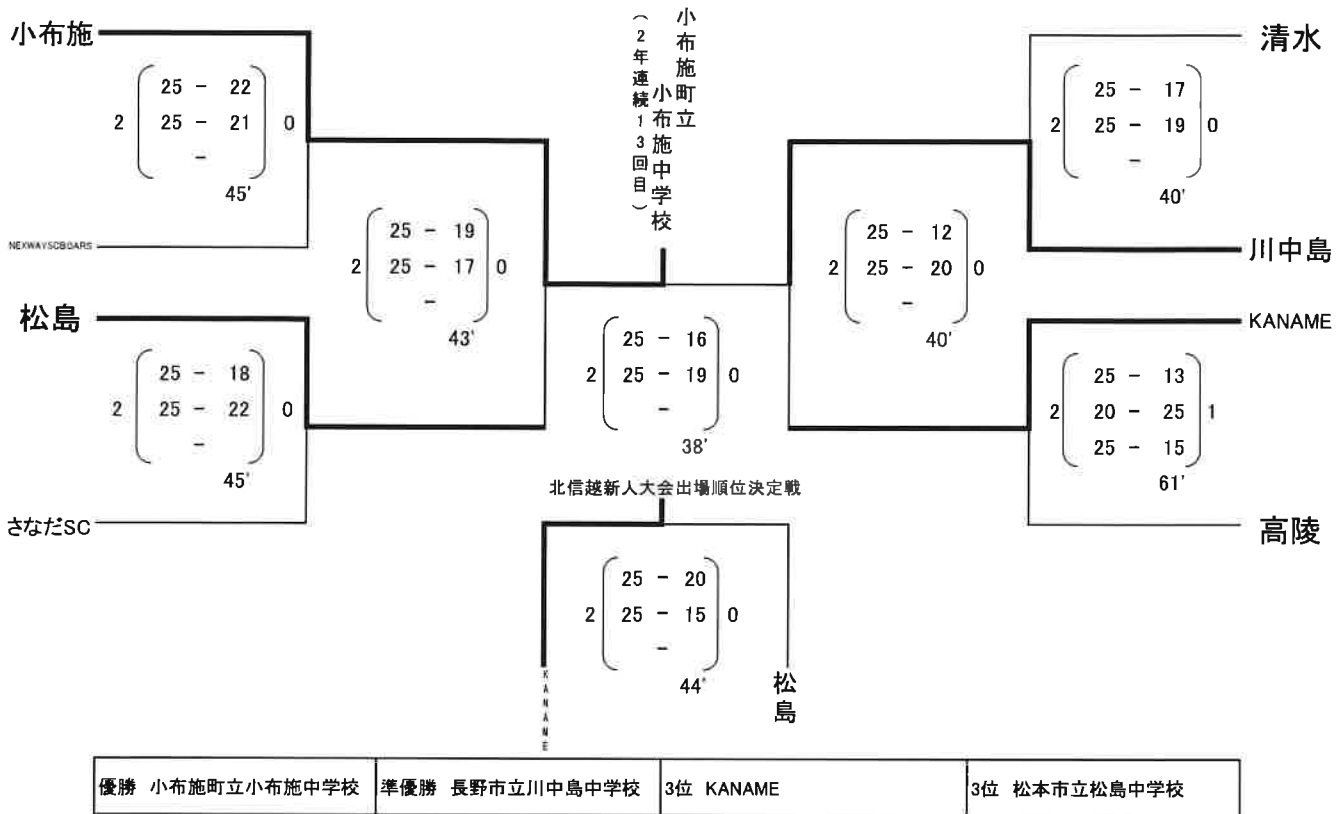 小布施
25 - 22
2 25 - 21 0
-
45'
NEXWAYSCBOARS
松島
25 - 18
2 25 - 22 0
-
45'
さなだSC
25 - 19
2 25 - 17 0
-
43'
小布施町立
小布施中学校
(2年連続13回目)
25 - 16
2 25 - 19 0
-
38'
清水
25 - 17
2 25 - 19 0
-
40'
川中島
25 - 12
2 25 - 20 0
-
40'
KANAME
25 - 13
2 20 - 25 1
25 - 15
61'
高陵
北信越新人大会出場順位決定戦
25 - 20
2 25 - 15 0
-
44'
KANAME
松島
優勝 小布施町立小布施中学校
準優勝 長野市立川中島中学校
3位 KANAME
3位 松本市立松島中学校